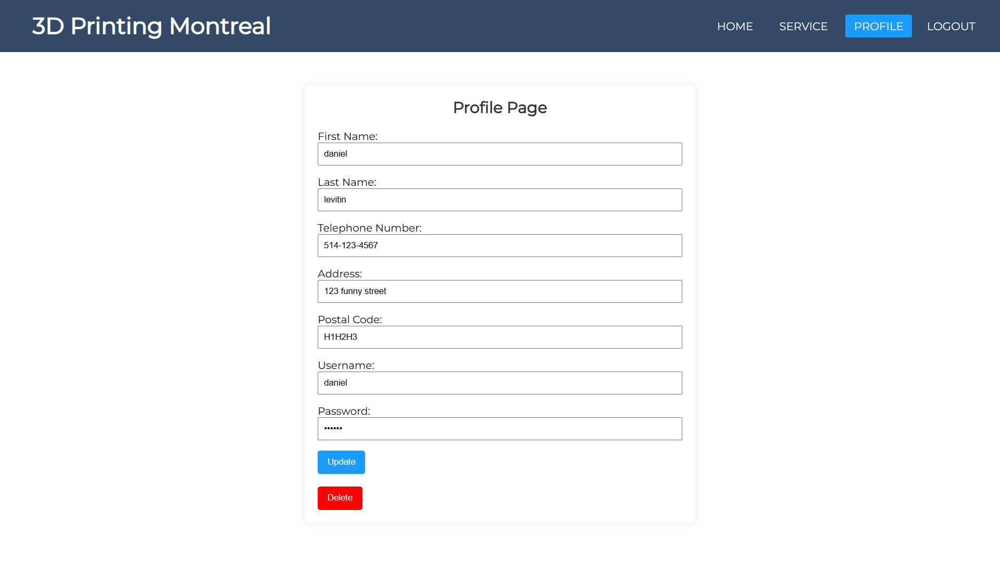 3D Printing Montreal
HOME SERVICE PROFILE LOGOUT
Profile Page
First Name:
daniel
Last Name:
levitin
Telephone Number:
514-123-4567
Address:
123 funny street
Postal Code:
H1H2H3
Username:
daniel
Password:
••••••
Update
Delete